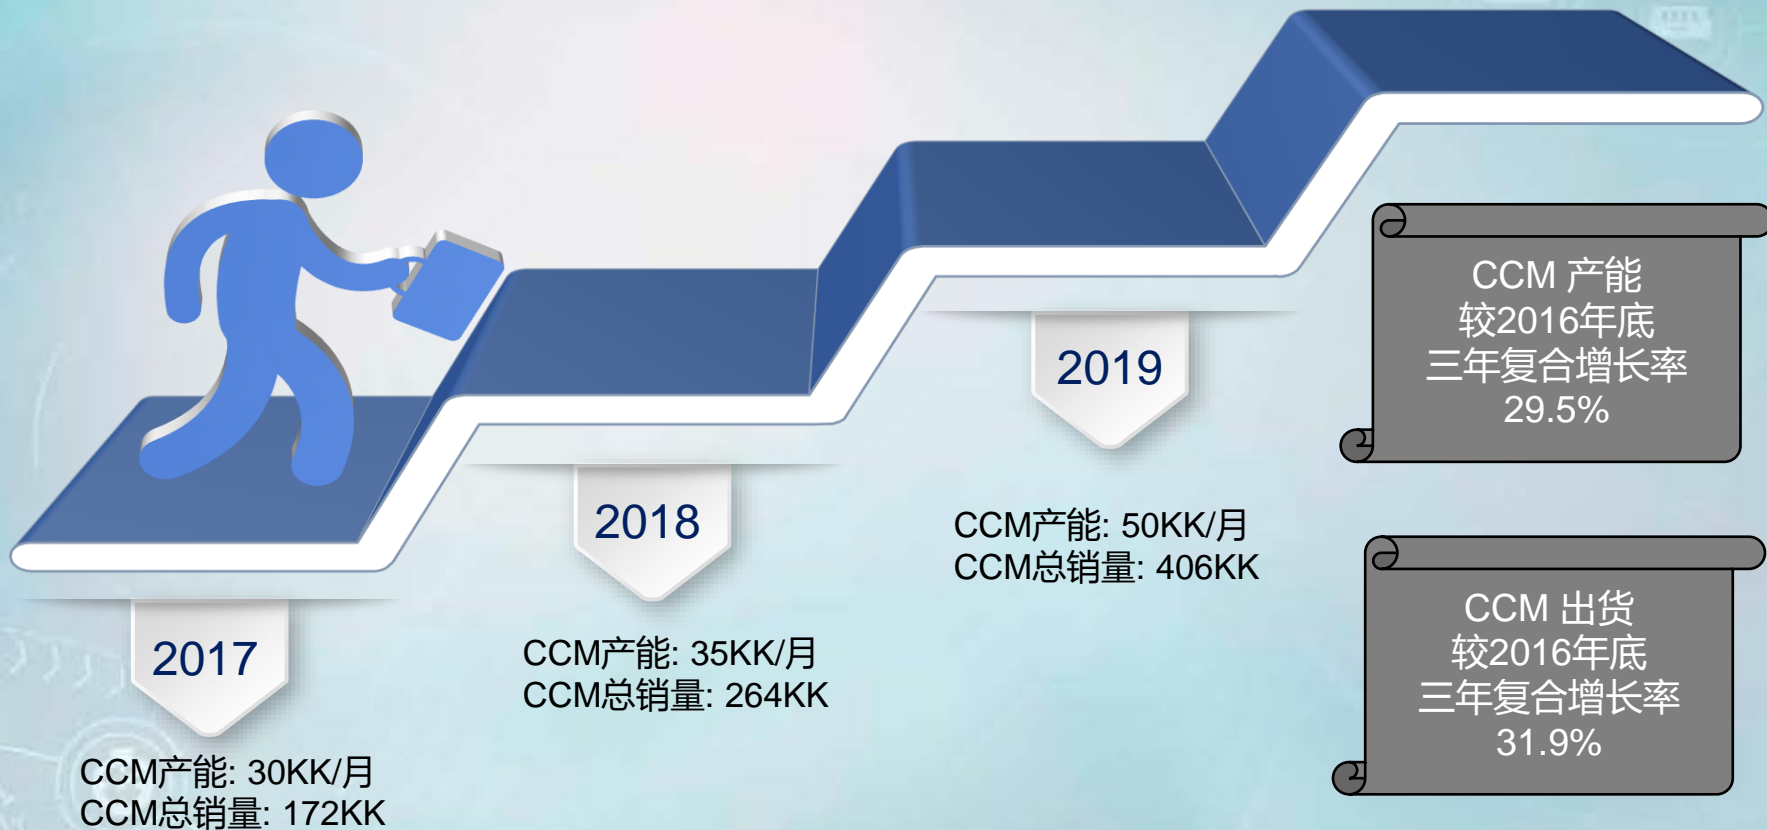 2017
CCM产能: 30KK/月
CCM总销量: 172KK
2018
CCM产能: 35KK/月
CCM总销量: 264KK
2019
CCM产能: 50KK/月
CCM总销量: 406KK
CCM 产能
较2016年底
三年复合增长率
29.5%
CCM 出货
较2016年底
三年复合增长率
31.9%